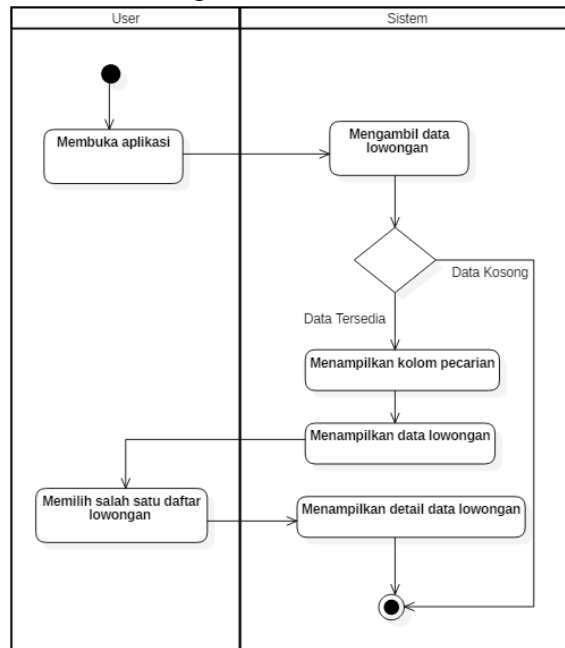 User
Sistem
Membuka aplikasi
Mengambil data
lowongan
Data Kosong
Data Tersedia
Menampilkan kolom pecarian
Menampilkan data lowongan
Memilih salah satu daftar
lowongan
Menampilkan detail data lowongan